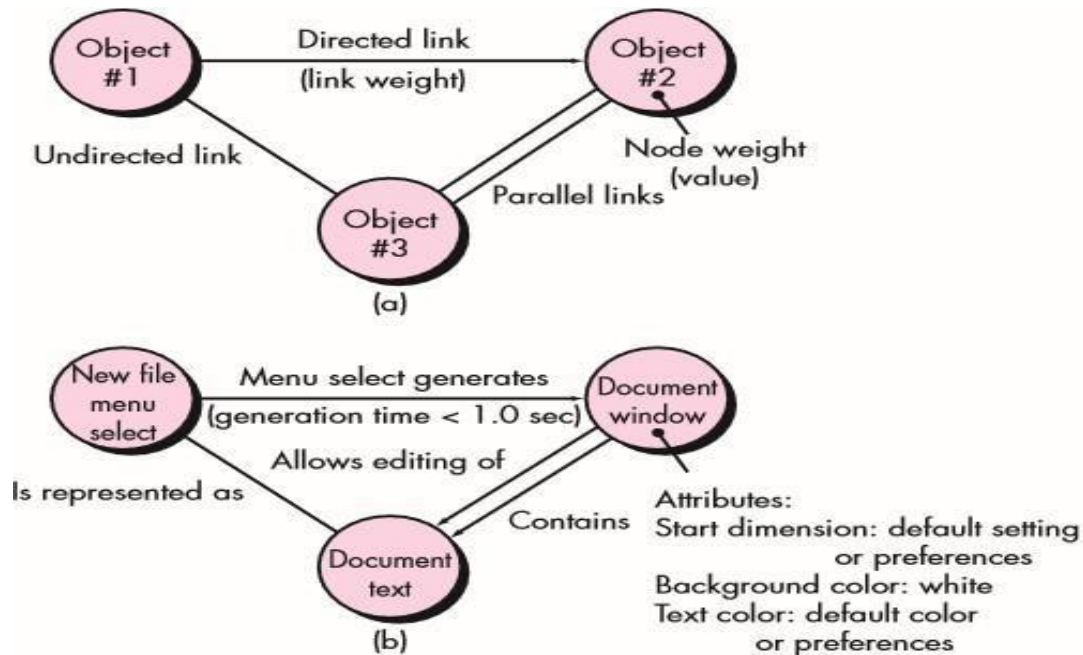 Object
#1
Directed link
(link weight)
Object
#2
Undirected link
Node weight
(value)
Parallel links
Object
#3
(a)
New file
menu
select
Menu select generates
(generation time < 1.0 sec)
Document
window
Allows editing of
Is represented as
Contains
Attributes:
Start dimension: default setting
or preferences
Background color: white
Text color: default color
or preferences
Document
text
(b)